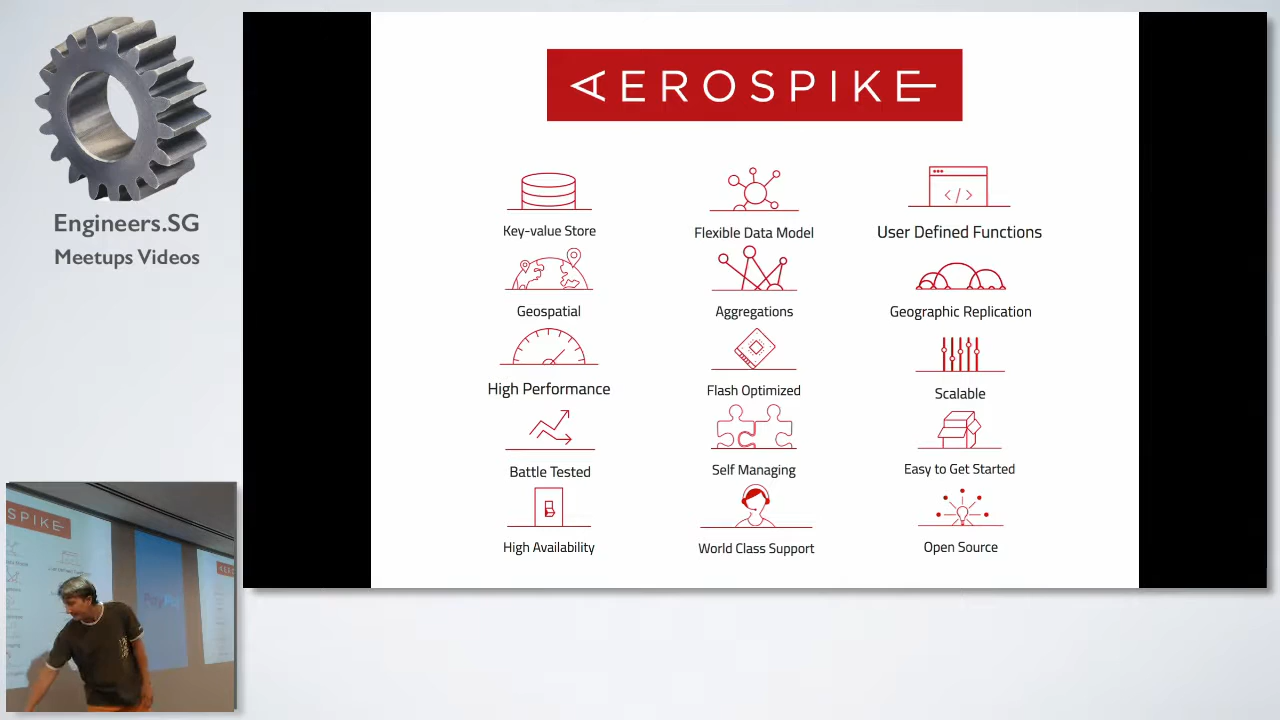 Engineers.SG
Meetups Videos
AEROSPIKE
Key-value Store
Flexible Data Model
User Defined Functions
Geospatial
Aggregations
Geographic Replication
High Performance
Flash Optimized
Scalable
Battle Tested
Self Managing
Easy to Get Started
High Availability
World Class Support
Open Source
SPIKE
PayPal